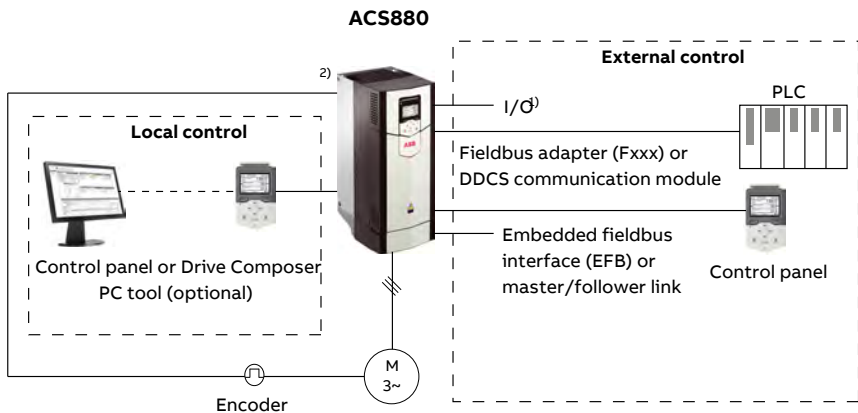 ACS880
2)
External control
I/O1)
PLC
Local control
ABB
Fieldbus adapter (Fxxx) or
DDCS communication module
Control panel or Drive Composer
PC tool (optional)
Embedded fieldbus
interface (EFB) or
master/follower link
Control panel
M
3~
Encoder